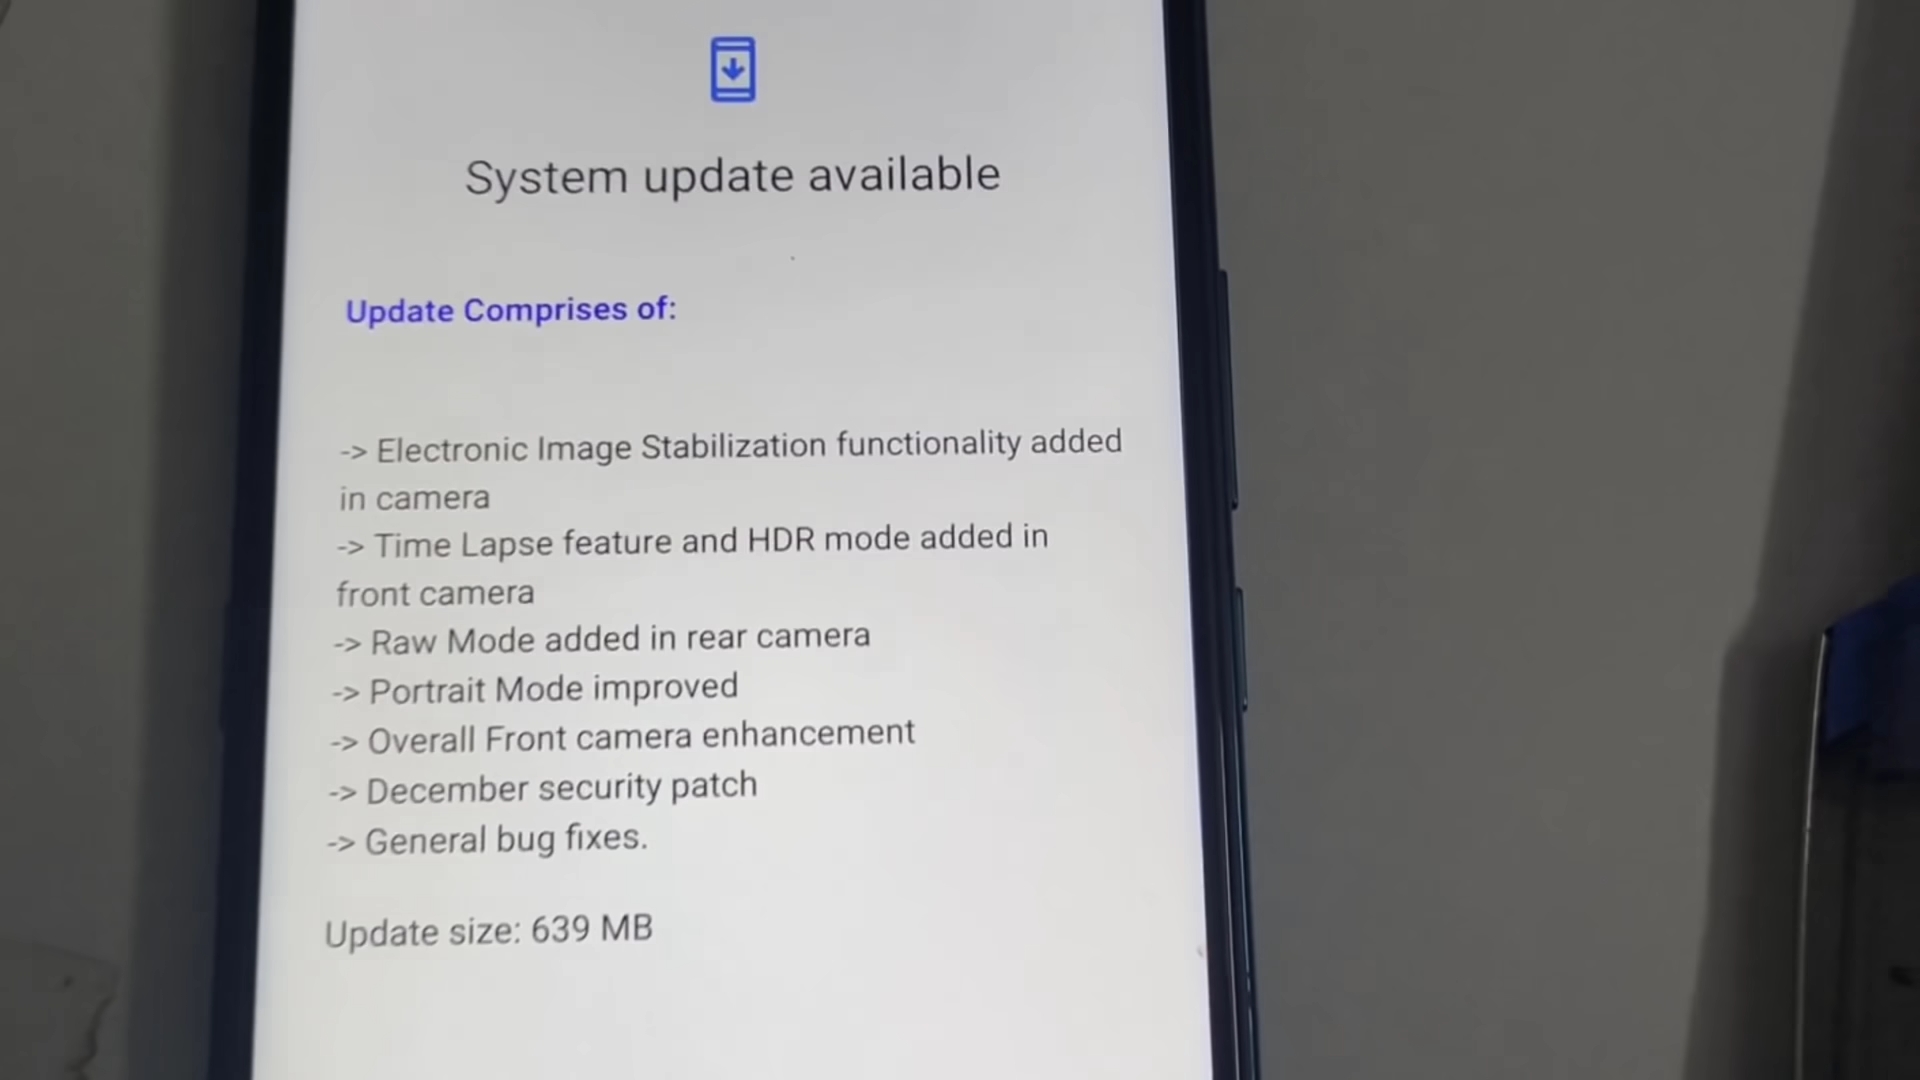 System update available
Update Comprises of:
-> Electronic Image Stabilization functionality added
in camera
-> Time Lapse feature and HDR mode added in
front camera
-> Raw Mode added in rear camera
-> Portrait Mode improved
-> Overall Front camera enhancement
-> December security patch
-> General bug fixes.
Update size: 639 MB